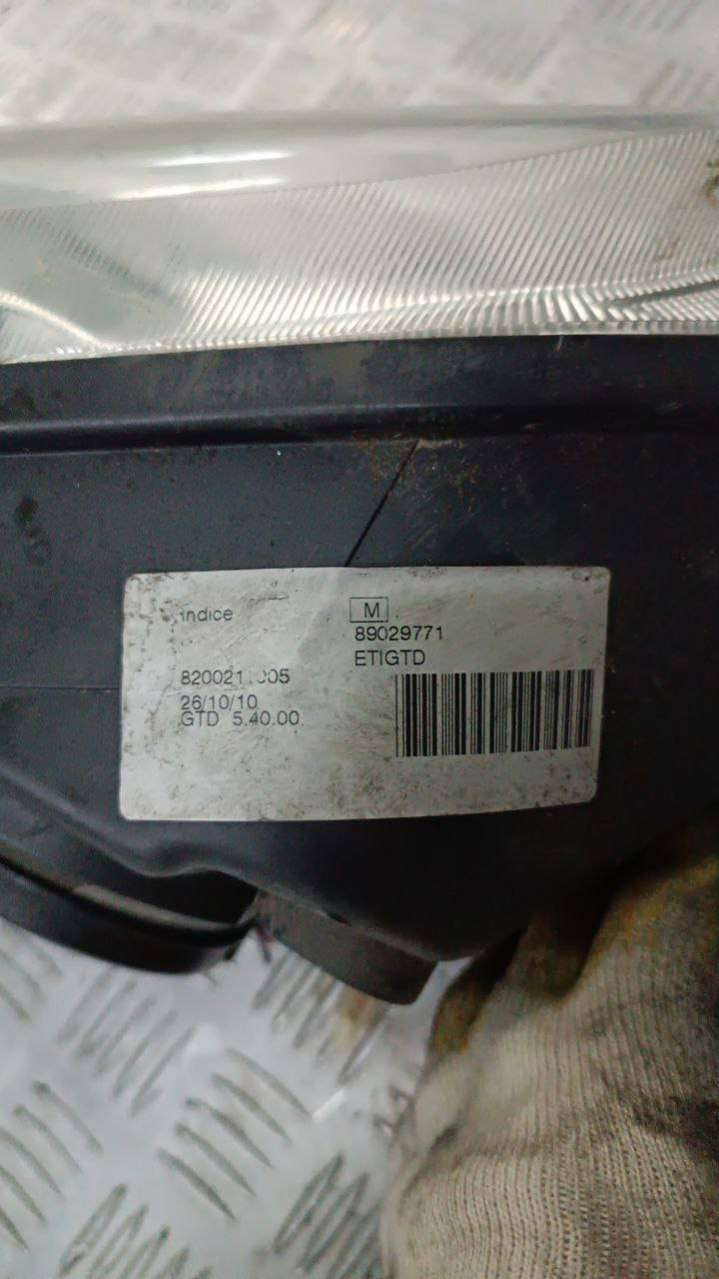 indice
M
89029771
ETIGTD
26/10/10
GTD 5.40.00